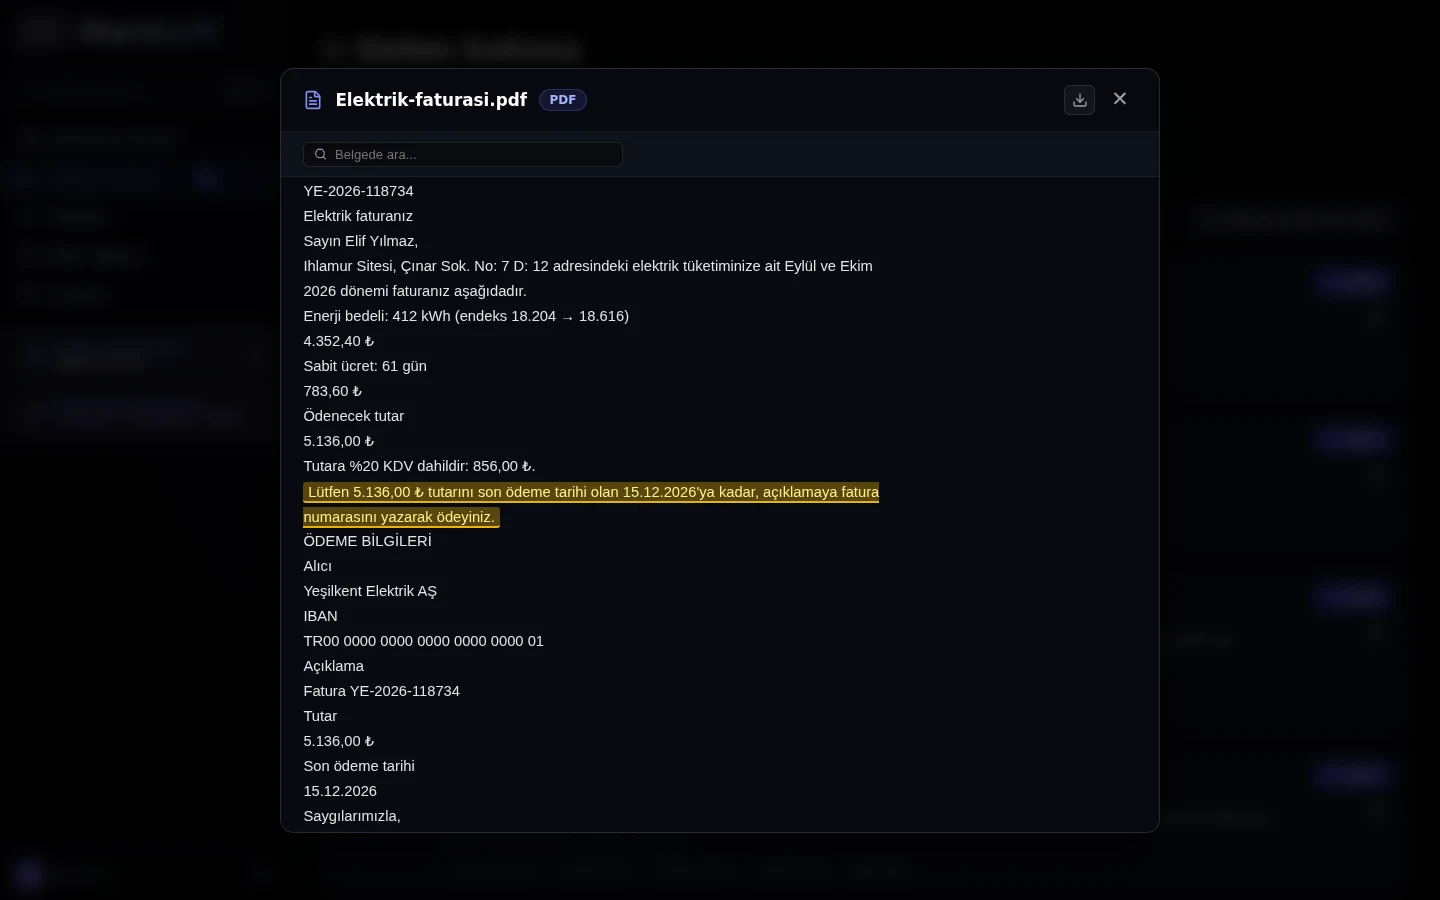 Elektrik-faturasi.pdf PDF
Belgede ara...
YE-2026-118734
Elektrik faturanız
Sayın Elif Yılmaz,
Ihlamur Sitesi, Çınar Sok. No: 7 D: 12 adresindeki elektrik tüketiminize ait Eylül ve Ekim
2026 dönemi faturanız aşağıdadır.
Enerji bedeli: 412 kWh (endeks 18.204 → 18.616)
4.352,40 ₺
Sabit ücret: 61 gün
783,60 ₺
Ödenecek tutar
5.136,00 ₺
Tutara %20 KDV dahildir: 856,00 ₺.
Lütfen 5.136,00 ₺ tutarını son ödeme tarihi olan 15.12.2026'ya kadar, açıklamaya fatura
numarasını yazarak ödeyiniz.
ÖDEME BİLGİLERİ
Alıcı
Yeşilkent Elektrik AŞ
IBAN
TR00 0000 0000 0000 0000 0000 01
Açıklama
Fatura YE-2026-118734
Tutar
5.136,00 ₺
Son ödeme tarihi
15.12.2026
Saygılarımızla,